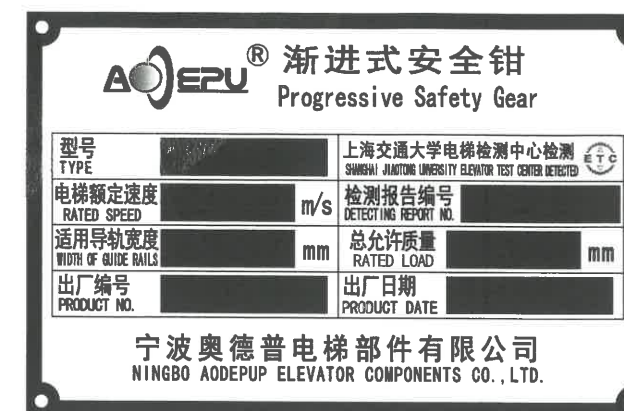 AODEPU® 渐进式安全钳
Progressive Safety Gear
型号
TYPE
上海交通大学电梯检测中心检测 ETC
SHANGHAI JIAOTONG UNIVERSITY ELEVATOR TEST CENTER DETECTED
电梯额定速度 m/s
RATED SPEED
检测报告编号
DETECTING REPORT NO.
适用导轨宽度 mm
WIDTH OF GUIDE RAILS
总允许质量 mm
RATED LOAD
出厂编号
PRODUCT NO.
出厂日期
PRODUCT DATE
宁波奥德普电梯部件有限公司
NINGBO AODEPUP ELEVATOR COMPONENTS CO.,LTD.